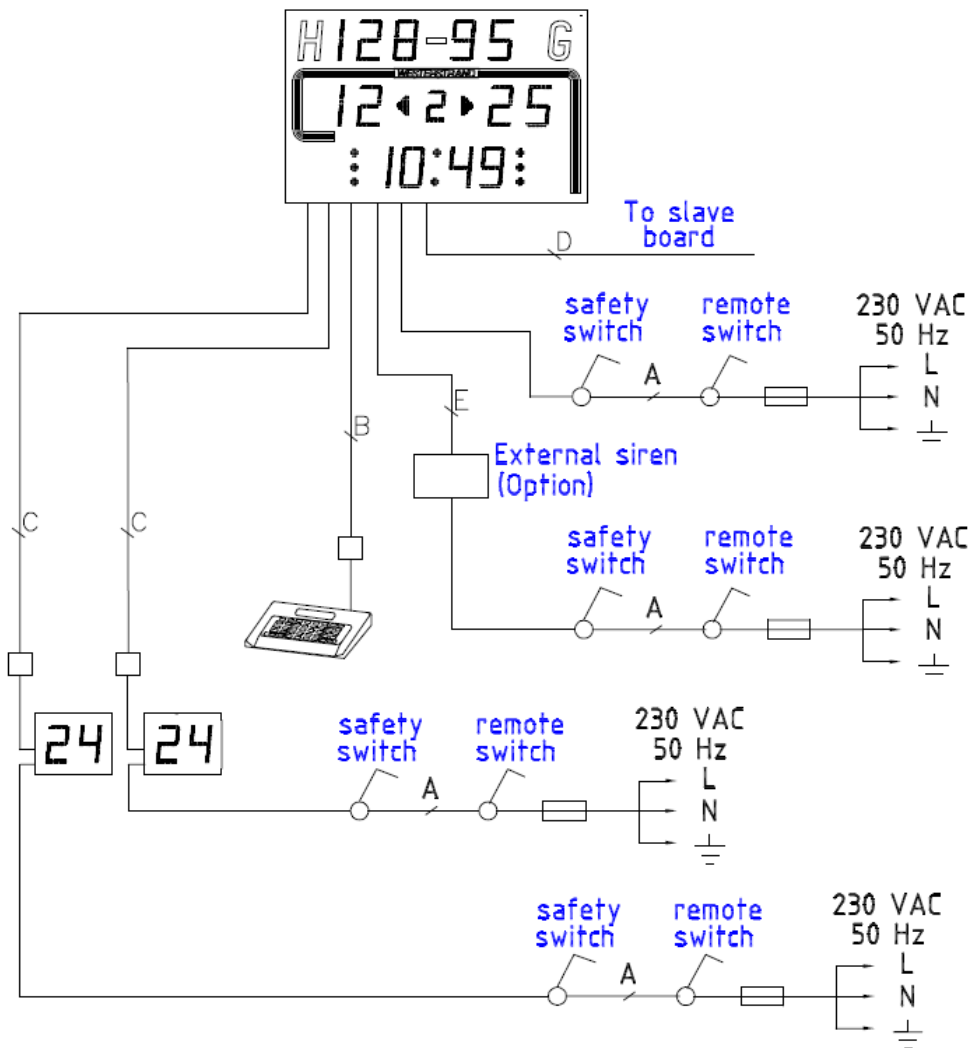 H 128-95 G
WESTERSTRAND
12 2 25
10:49
To slave
board
D
safety
switch
remote
switch
230 VAC
50 Hz
L
A
N
E
B
External siren
(Option)
C
C
safety
switch
remote
switch
230 VAC
50 Hz
L
A
N
24
24
safety
switch
remote
switch
230 VAC
50 Hz
L
A
N
safety
switch
remote
switch
230 VAC
50 Hz
L
A
N